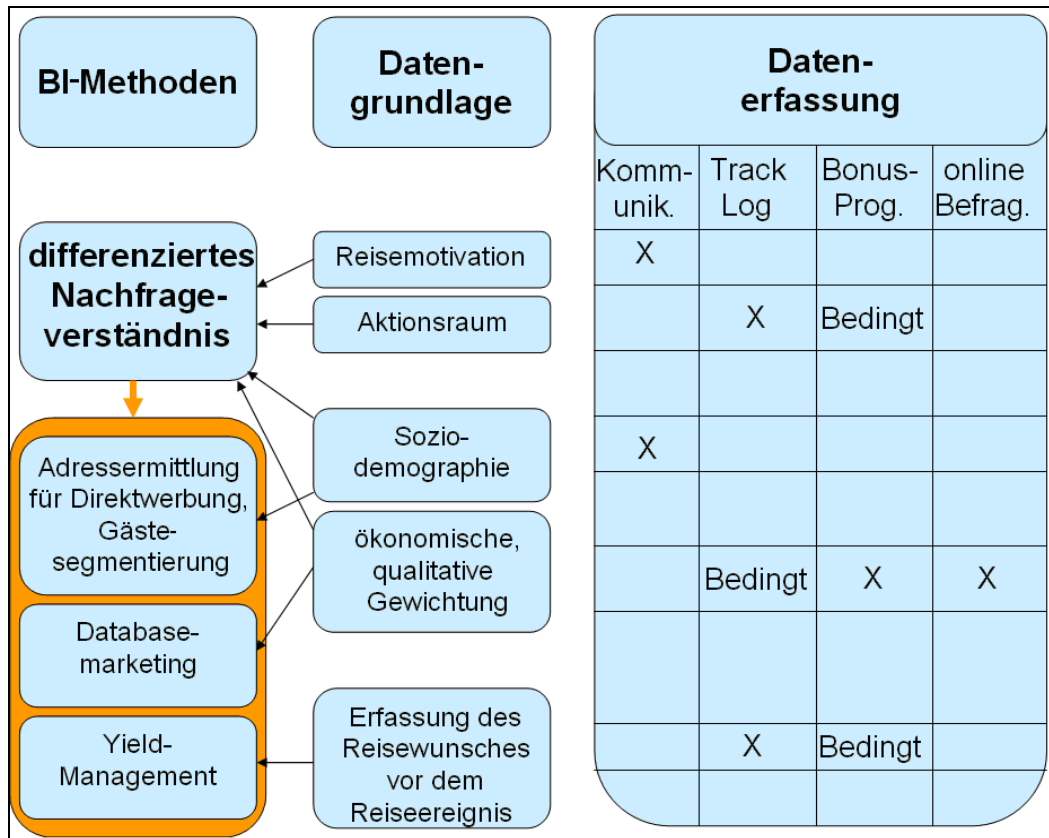 BI-Methoden
Daten-
grundlage
Daten-
erfassung
Komm-
unik.
Track
Log
Bonus-
Prog.
online
Befrag.
differenziertes
Nachfrage-
verständnis
Reisemotivation
X
Aktionsraum
X
Bedingt
Adressermittlung
für Direktwerbung,
Gäste-
segmentierung
Sozio-
demographie
X
ökonomische,
qualitative
Gewichtung
Bedingt
X
X
Database-
marketing
Yield-
Management
Erfassung des
Reisewunsches
vor dem
Reiseereignis
X
Bedingt